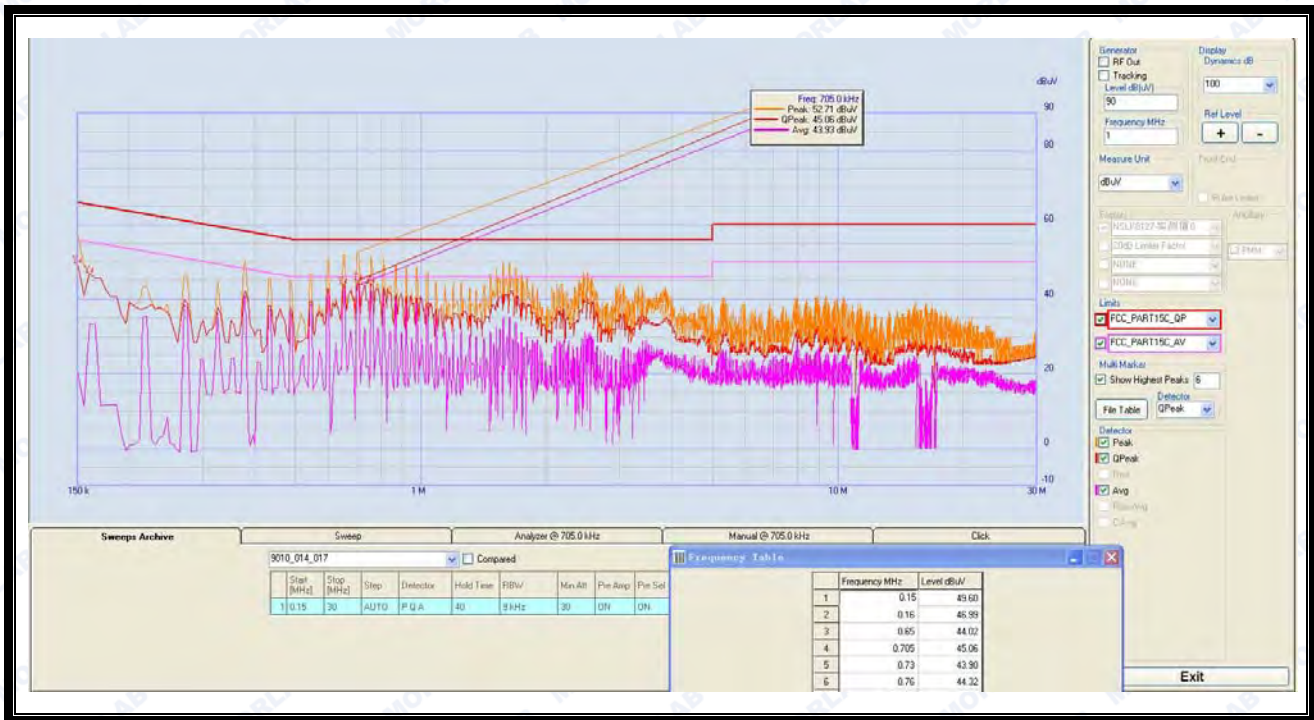 dBuV
90
80
60
40
20
0
-10
150 k
1 M
10 M
30 M
Freq: 705.0 kHz
Peak: 52.71 dBuV
QPeak: 45.06 dBuV
Avg: 43.93 dBuV
Generator
RF Out
Tracking
Level dB(uV)
90
Frequency MHz
1
Measure Unit
dBuV
Display
Dynamics dB
100
Ref Level
+ -
Ancillary
20dB Limiter Factor
NONE
NONE
Limits
FCC_PART15C_QP
FCC_PART15C_AV
Multi Marker
Show Highest Peaks 6
File Table
Detector
QPeak
Detector
Peak
QPeak
Avg
Exit
Sweeps Archive
Sweep
Analyzer @ 705.0 kHz
Manual @ 705.0 kHz
Click
9010_014_017
Compared
Start [MHz] Stop [MHz] Step Detector Hold Time RBW Min Att Pre Amp Pre Sel
1 0.15 30 AUTO P Q A 40 9 kHz 30 ON ON
Frequency Table
Frequency MHz Level dBuV
1 0.15 49.60
2 0.16 46.99
3 0.65 44.02
4 0.705 45.06
5 0.73 43.90
6 0.76 44.32